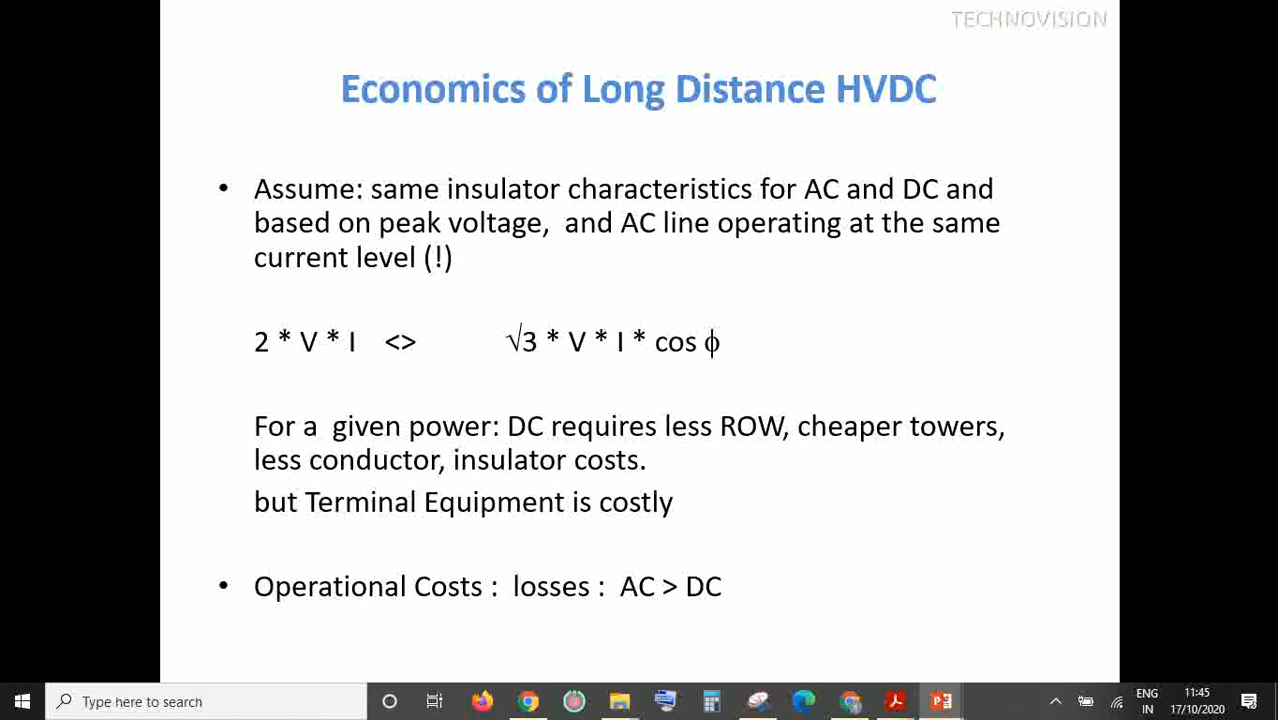 TECHNOVISION
Economics of Long Distance HVDC
• Assume: same insulator characteristics for AC and DC and
based on peak voltage,  and AC line operating at the same
current level (!)
2 * V * I <> √3 * V * I * cos ϕ
For a  given power: DC requires less ROW, cheaper towers,
less conductor, insulator costs.
but Terminal Equipment is costly
• Operational Costs :  losses :  AC > DC
Type here to search
ENG
IN
11:45
17/10/2020